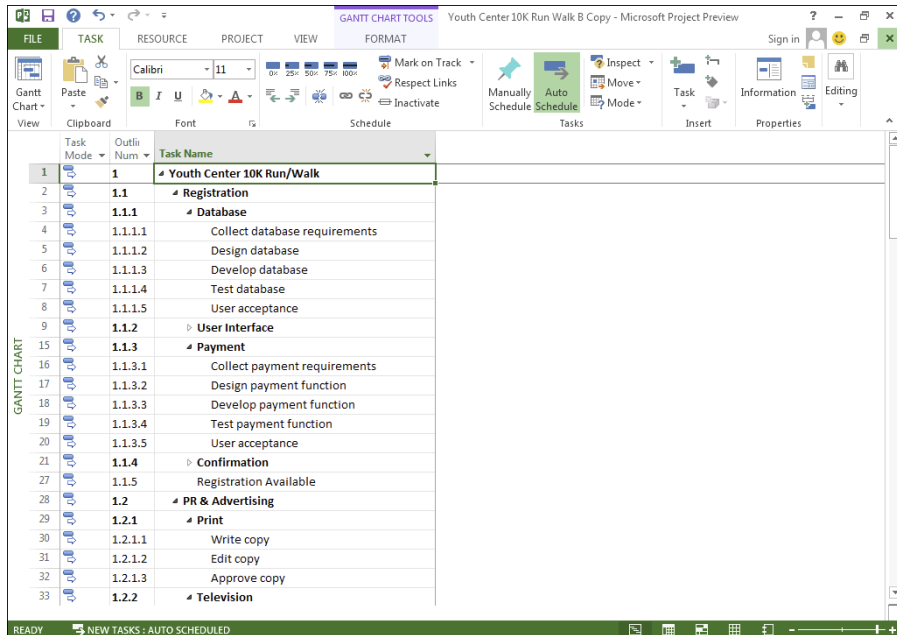 GANTT CHART TOOLS Youth Center 10K Run Walk B Copy - Microsoft Project Preview ?
FILE TASK RESOURCE PROJECT VIEW FORMAT Sign in
Gantt Chart
View
Paste
Clipboard
Calibri 11
B I U A
Font
0× 25× 50× 75× 100×
Mark on Track
Respect Links
Inactivate
Schedule
Manually Schedule
Auto Schedule
Inspect
Move
Mode
Tasks
Task
Insert
Information
Properties
Editing
Task Mode Outli Num Task Name
1 1 Youth Center 10K Run/Walk
2 1.1 Registration
3 1.1.1 Database
4 1.1.1.1 Collect database requirements
5 1.1.1.2 Design database
6 1.1.1.3 Develop database
7 1.1.1.4 Test database
8 1.1.1.5 User acceptance
9 1.1.2 User Interface
15 1.1.3 Payment
16 1.1.3.1 Collect payment requirements
17 1.1.3.2 Design payment function
18 1.1.3.3 Develop payment function
19 1.1.3.4 Test payment function
20 1.1.3.5 User acceptance
21 1.1.4 Confirmation
27 1.1.5 Registration Available
28 1.2 PR & Advertising
29 1.2.1 Print
30 1.2.1.1 Write copy
31 1.2.1.2 Edit copy
32 1.2.1.3 Approve copy
33 1.2.2 Television
GANTT CHART
READY NEW TASKS : AUTO SCHEDULED